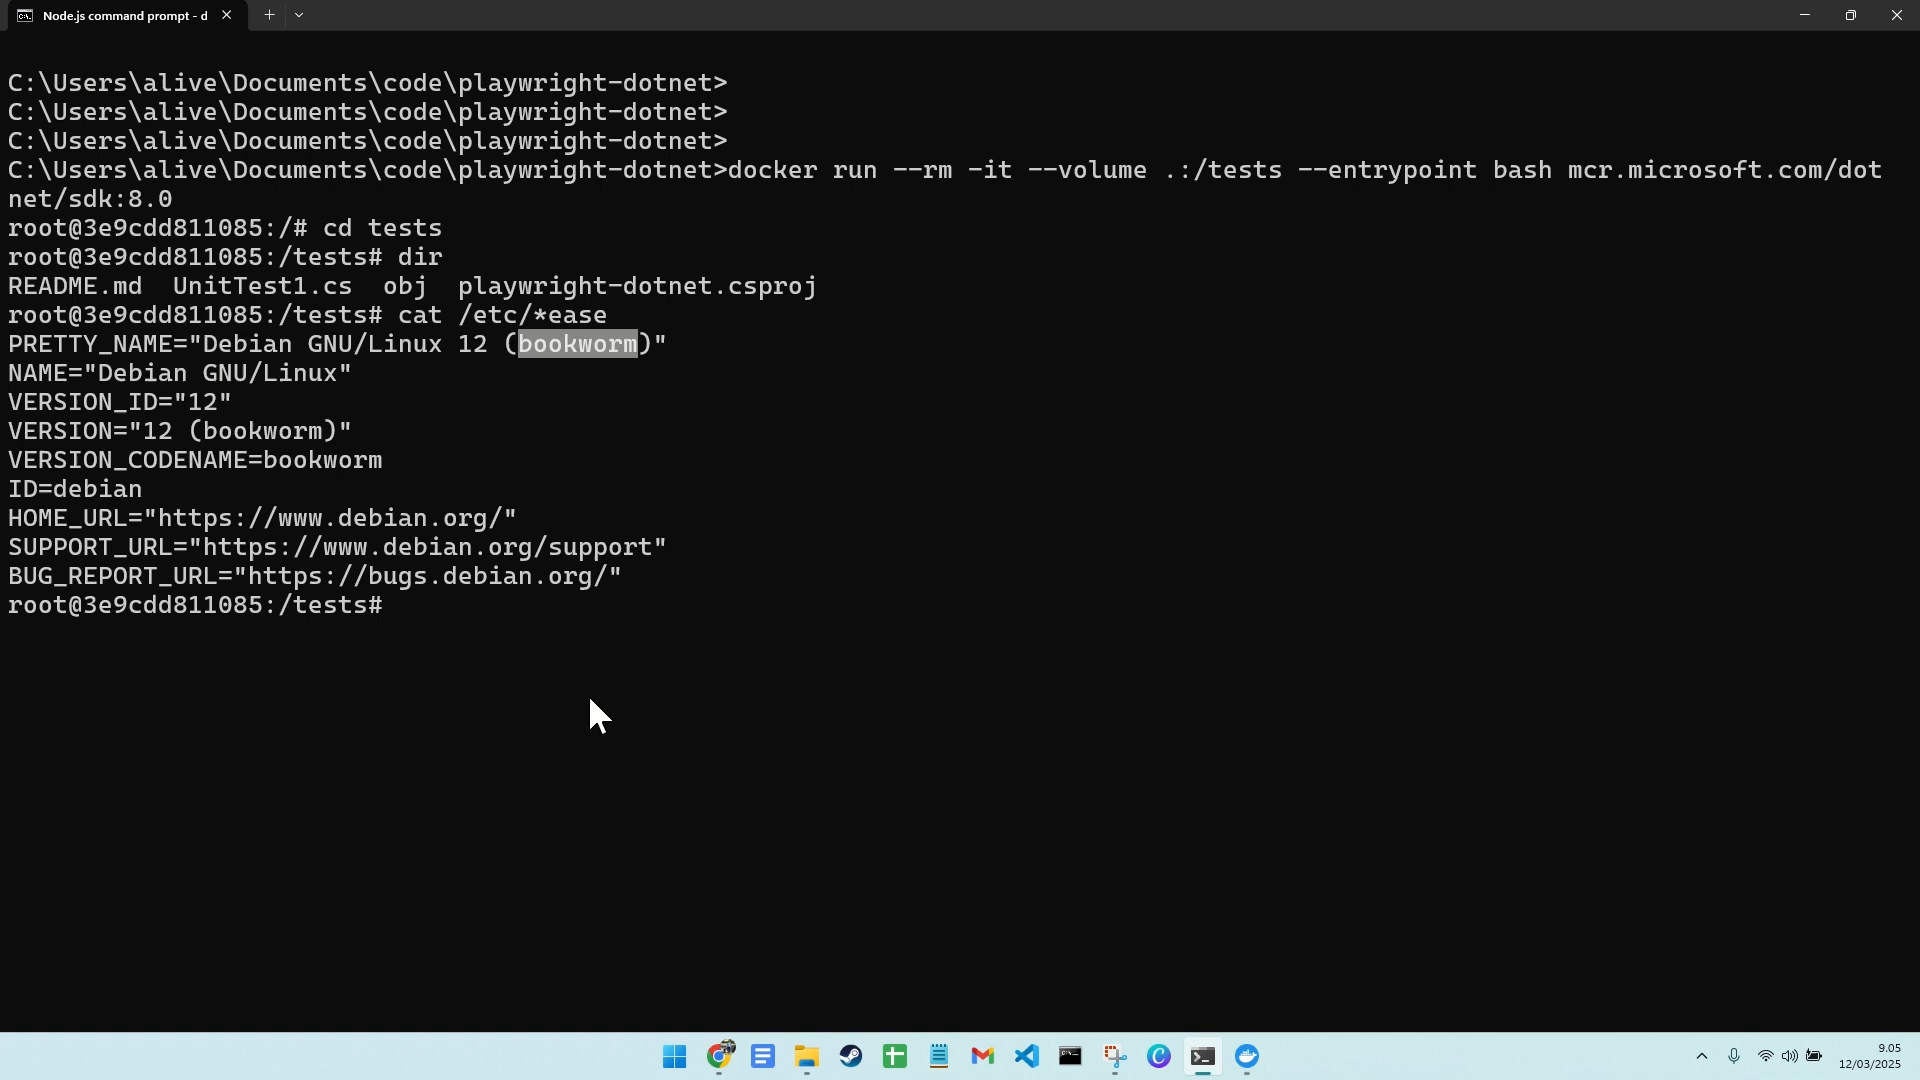 Node.js command prompt - d
C:\Users\alive\Documents\code\playwright-dotnet>
C:\Users\alive\Documents\code\playwright-dotnet>
C:\Users\alive\Documents\code\playwright-dotnet>
C:\Users\alive\Documents\code\playwright-dotnet>docker run --rm -it --volume .:/tests --entrypoint bash mcr.microsoft.com/dot
net/sdk:8.0
root@3e9cdd811085:/# cd tests
root@3e9cdd811085:/tests# dir
README.md  UnitTest1.cs  obj  playwright-dotnet.csproj
root@3e9cdd811085:/tests# cat /etc/*ease
PRETTY_NAME="Debian GNU/Linux 12 (bookworm)"
NAME="Debian GNU/Linux"
VERSION_ID="12"
VERSION="12 (bookworm)"
VERSION_CODENAME=bookworm
ID=debian
HOME_URL="https://www.debian.org/"
SUPPORT_URL="https://www.debian.org/support"
BUG_REPORT_URL="https://bugs.debian.org/"
root@3e9cdd811085:/tests#
9.05
12/03/2025